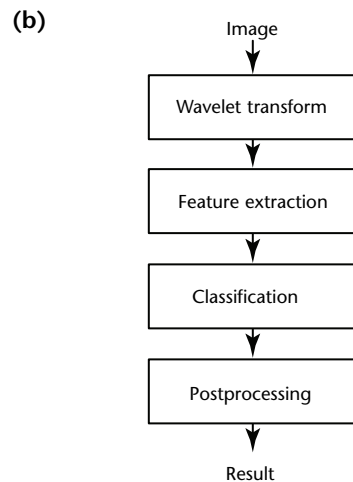 (b)
Image
Wavelet transform
Feature extraction
Classification
Postprocessing
Result